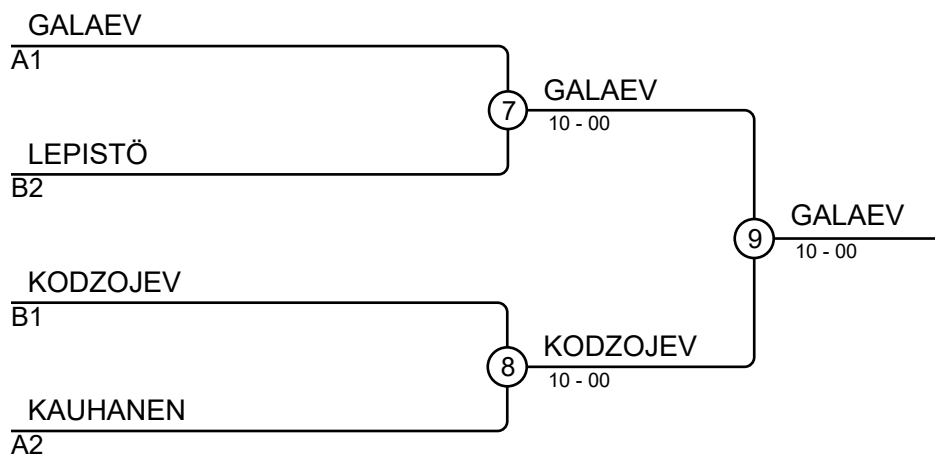 GALAEV
A1
7
GALAEV
10 - 00
LEPISTÖ
B2
9
GALAEV
10 - 00
KODZOJEV
B1
8
KODZOJEV
10 - 00
KAUHANEN
A2